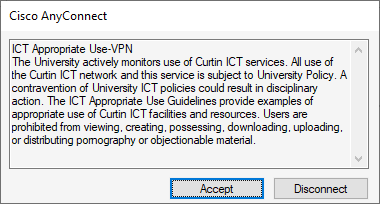 Cisco AnyConnect
ICT Appropriate Use-VPN
The University actively monitors use of Curtin ICT services. All use of
the Curtin ICT network and this service is subject to University Policy. A
contravention of University ICT policies could result in disciplinary
action. The ICT Appropriate Use Guidelines provide examples of
appropriate use of Curtin ICT facilities and resources. Users are
prohibited from viewing, creating, possessing, downloading, uploading,
or distributing pornography or objectionable material.
Accept
Disconnect